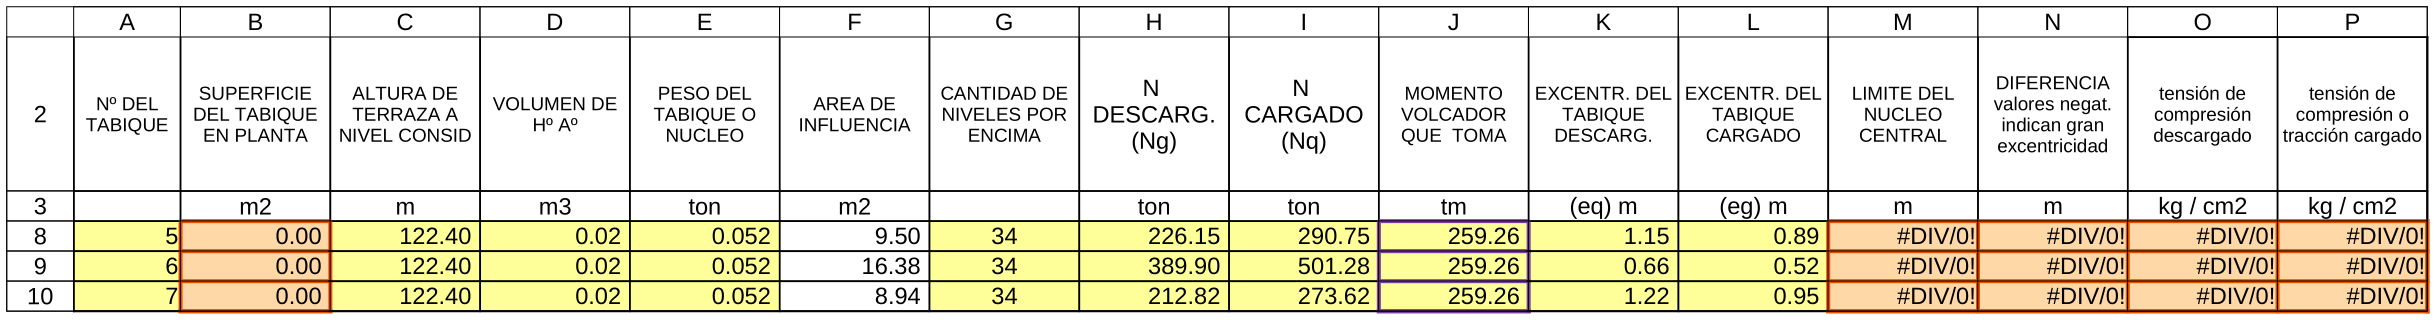 A B C D E F G H I J K L M N O P
2 Nº DEL TABIQUE SUPERFICIE DEL TABIQUE EN PLANTA ALTURA DE TERRAZA A NIVEL CONSID VOLUMEN DE Hº Aº PESO DEL TABIQUE O NUCLEO AREA DE INFLUENCIA CANTIDAD DE NIVELES POR ENCIMA N DESCARG. (Ng) N CARGADO (Nq) MOMENTO VOLCADOR QUE TOMA EXCENTR. DEL TABIQUE DESCARG. EXCENTR. DEL TABIQUE CARGADO LIMITE DEL NUCLEO CENTRAL DIFERENCIA valores negat. indican gran excentricidad tensión de compresión descargado tensión de compresión o tracción cargado
3 m2 m m3 ton m2 ton ton tm (eq) m (eg) m m m kg / cm2 kg / cm2
8 5 0.00 122.40 0.02 0.052 9.50 34 226.15 290.75 259.26 1.15 0.89 #DIV/0! #DIV/0! #DIV/0! #DIV/0!
9 6 0.00 122.40 0.02 0.052 16.38 34 389.90 501.28 259.26 0.66 0.52 #DIV/0! #DIV/0! #DIV/0! #DIV/0!
10 7 0.00 122.40 0.02 0.052 8.94 34 212.82 273.62 259.26 1.22 0.95 #DIV/0! #DIV/0! #DIV/0! #DIV/0!